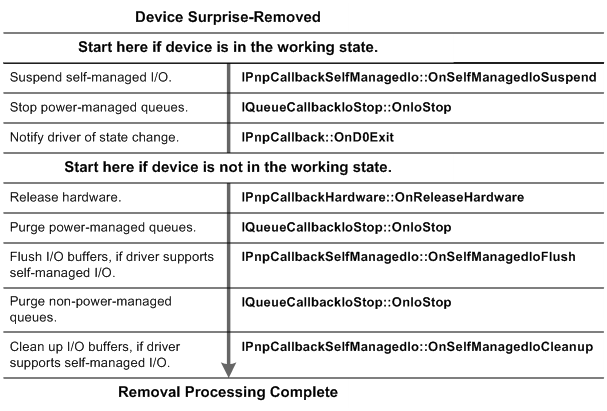 Device Surprise-Removed
Start here if device is in the working state.
Suspend self-managed I/O.
IPnpCallbackSelfManagedIo::OnSelfManagedIoSuspend
Stop power-managed queues.
IQueueCallbackIoStop::OnIoStop
Notify driver of state change.
IPnpCallback::OnD0Exit
Start here if device is not in the working state.
Release hardware.
IPnpCallbackHardware::OnReleaseHardware
Purge power-managed queues.
IQueueCallbackIoStop::OnIoStop
Flush I/O buffers, if driver supports
self-managed I/O.
IPnpCallbackSelfManagedIo::OnSelfManagedIoFlush
Purge non-power-managed
queues.
IQueueCallbackIoStop::OnIoStop
Clean up I/O buffers, if driver
supports self-managed I/O.
IPnpCallbackSelfManagedIo::OnSelfManagedIoCleanup
Removal Processing Complete